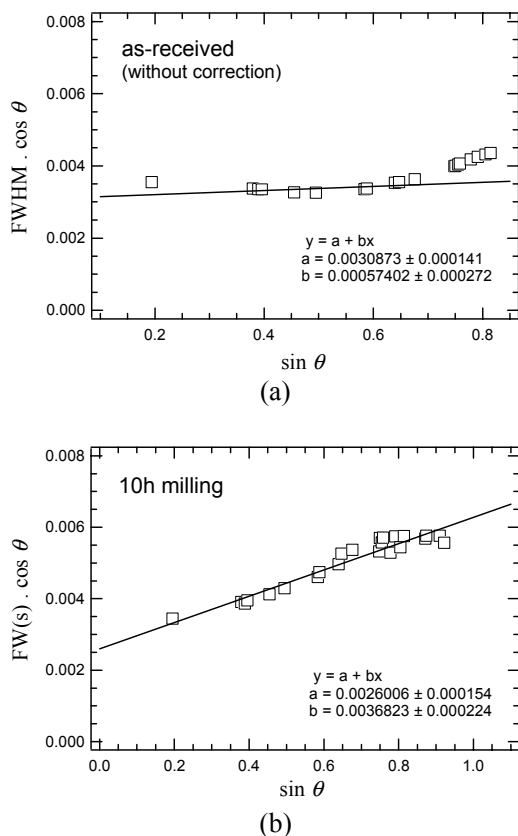 0.008
as-received
(without correction)
0.006
0.004
0.002
0.000
FWHM . cos θ
y = a + bx
a = 0.0030873 ± 0.000141
b = 0.00057402 ± 0.000272
0.2 0.4 0.6 0.8
sin θ
(a)
0.008
10h milling
0.006
0.004
0.002
0.000
FW(s) . cos θ
y = a + bx
a = 0.0026006 ± 0.000154
b = 0.0036823 ± 0.000224
0.0 0.2 0.4 0.6 0.8 1.0
sin θ
(b)